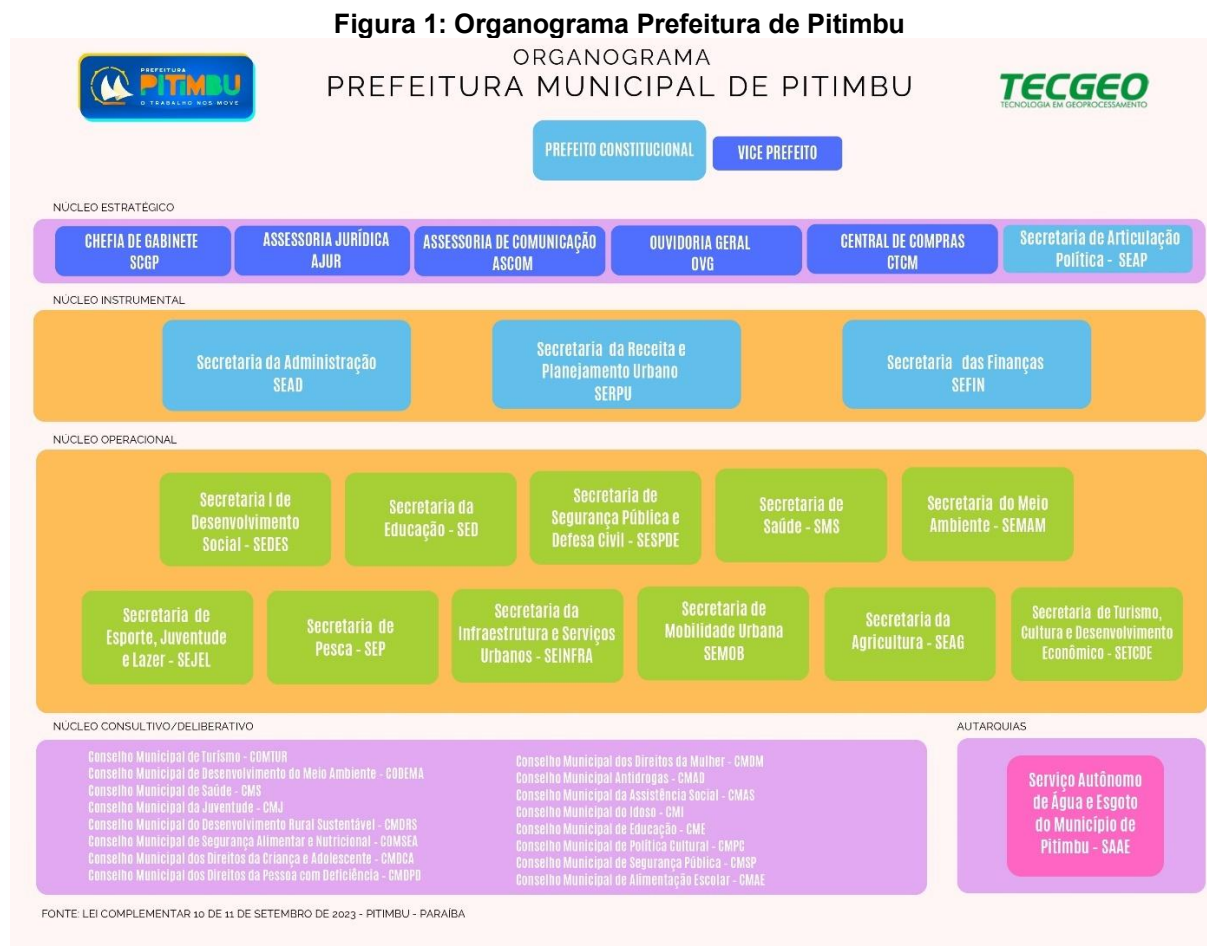 Figura 1: Organograma Prefeitura de Pitimbu
ORGANOGRAMA
PREFEITURA MUNICIPAL DE PITIMBU
PREFEITURA
PITIMBU
O TRABALHO NOS MOVE
TECGEO
TECNOLOGIA EM GEOPROCESSAMENTO
PREFEITO CONSTITUCIONAL
VICE PREFEITO
NÚCLEO ESTRATÉGICO
CHEFIA DE GABINETE
SCGP
ASSESSORIA JURÍDICA
AJUR
ASSESSORIA DE COMUNICAÇÃO
ASCOM
OUVIDORIA GERAL
OVG
CENTRAL DE COMPRAS
CTCM
Secretaria de Articulação
Política - SEAP
NÚCLEO INSTRUMENTAL
Secretaria da Administração
SEAD
Secretaria da Receita e
Planejamento Urbano
SERPU
Secretaria das Finanças
SEFIN
NÚCLEO OPERACIONAL
Secretaria I de
Desenvolvimento
Social - SEDES
Secretaria da
Educação - SED
Secretaria de
Segurança Pública e
Defesa Civil - SESPDE
Secretaria de
Saúde - SMS
Secretaria do Meio
Ambiente - SEMAM
Secretaria de
Esporte, Juventude
e Lazer - SEJEL
Secretaria de
Pesca - SEP
Secretaria da
Infraestrutura e Serviços
Urbanos - SEINFRA
Secretaria de
Mobilidade Urbana
SEMOB
Secretaria da
Agricultura - SEAG
Secretaria de Turismo,
Cultura e Desenvolvimento
Econômico - SETCDE
NÚCLEO CONSULTIVO/DELIBERATIVO
Conselho Municipal de Turismo - COMTUR
Conselho Municipal de Desenvolvimento do Meio Ambiente - CODEMA
Conselho Municipal de Saúde - CMS
Conselho Municipal da Juventude - CMJ
Conselho Municipal do Desenvolvimento Rural Sustentável - CMDRS
Conselho Municipal de Segurança Alimentar e Nutricional - COMSEA
Conselho Municipal dos Direitos da Criança e Adolescente - CMDCA
Conselho Municipal dos Direitos da Pessoa com Deficiência - CMDPD
Conselho Municipal dos Direitos da Mulher - CMDM
Conselho Municipal Antidrogas - CMAD
Conselho Municipal da Assistência Social - CMAS
Conselho Municipal do Idoso - CMI
Conselho Municipal de Educação - CME
Conselho Municipal de Política Cultural - CMPC
Conselho Municipal de Segurança Pública - CMSP
Conselho Municipal de Alimentação Escolar - CMAE
AUTARQUIAS
Serviço Autônomo
de Água e Esgoto
do Município de
Pitimbu - SAAE
FONTE: LEI COMPLEMENTAR 10 DE 11 DE SETEMBRO DE 2023 - PITIMBU - PARAÍBA